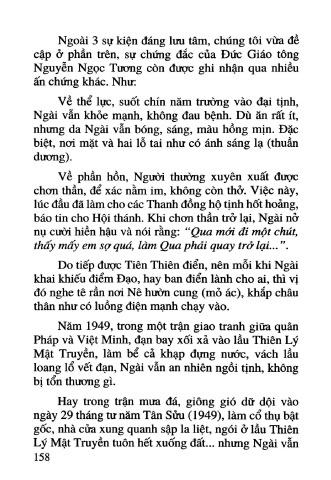 Ngoài 3 sự kiện đáng lưu tâm, chúng tôi vừa đề
cập ở phần trên, sự chứng đắc của Đức Giáo tông
Nguyễn Ngọc Tương còn được ghi nhận qua nhiều
ấn chứng khác. Như:
Về thể lực, suốt chín năm trường vào đại tịnh,
Ngài vẫn khỏe mạnh, không đau bệnh. Dù ăn rất ít,
nhưng da Ngài vẫn bóng, sáng, màu hồng mịn. Đặc
biệt, nơi mặt và hai lỗ tai như có ánh sáng lạ (thuần
dương).
Về phần hồn, Người thường xuyên xuất được
chơn thần, để xác nằm im, không còn thở. Việc này,
lúc đầu đã làm cho các Thanh đồng hộ tịnh hốt hoảng,
báo tin cho Hội thánh. Khi chơn thần trở lại, Ngài nở
nụ cười hiền hậu và nói rằng: “Qua mới đi một chút,
thấy mấy em sợ quá, làm Qua phải quay trở lại...”.
Do tiếp được Tiên Thiên điển, nên mỗi khi Ngài
khai khiếu điểm Đạo, hay ban điển lành cho ai, thì vị
đó nghe tê rần nơi Nê hườn cung (mỏ ác), khắp châu
thân như có luồng điện mạnh chạy vào.
Năm 1949, trong một trận giao tranh giữa quân
Pháp và Việt Minh, đạn bay xối xả vào lầu Thiên Lý
Mật Truyền, làm bể cả khạp đựng nước, vách lầu
loang lổ vết đạn, Ngài vẫn an nhiên ngồi tịnh, không
bị tổn thương gì.
Hay trong trận mưa đá, giông gió dữ dội vào
ngày 29 tháng tư năm Tân Sửu (1949), làm cổ thụ bật
gốc, nhà cửa xung quanh sập la liệt, ngói ở lầu Thiên
Lý Mật Truyền tuôn hết xuống đất... nhưng Ngài vẫn
158